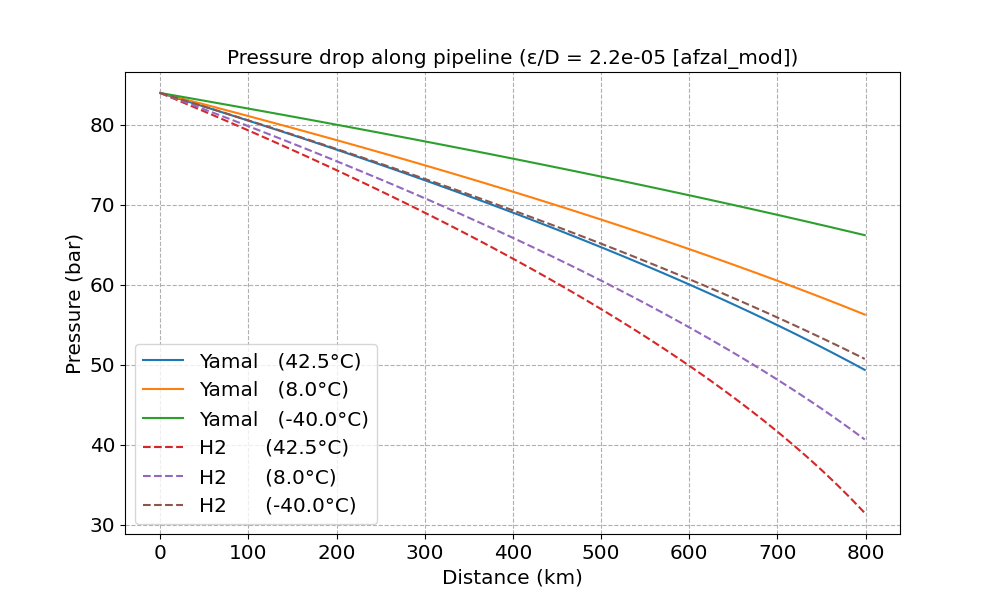 Pressure drop along pipeline (ε/D = 2.2e-05 [afzal_mod])
Pressure (bar)
80
70
60
50
40
30
Yamal (42.5°C)
Yamal (8.0°C)
Yamal (-40.0°C)
H2 (42.5°C)
H2 (8.0°C)
H2 (-40.0°C)
0 100 200 300 400 500 600 700 800
Distance (km)